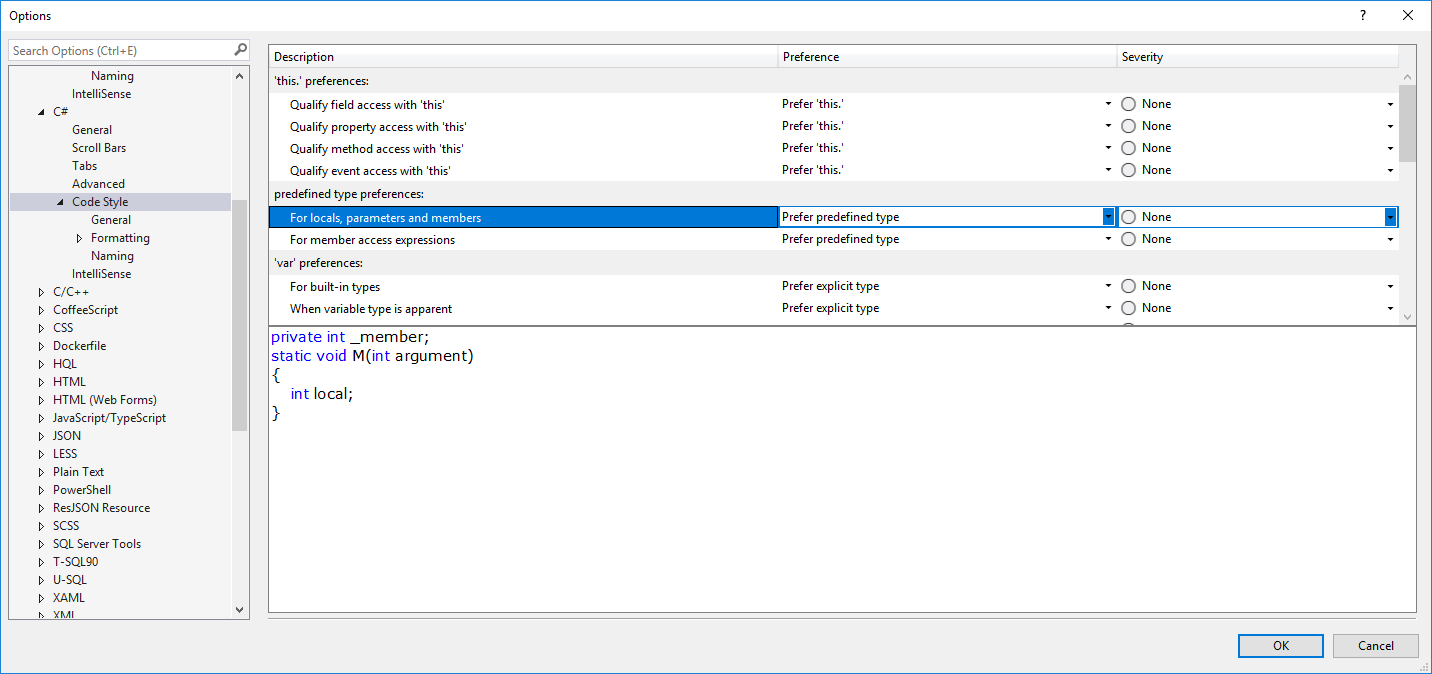 Options
?
Search Options (Ctrl+E)
Naming
IntelliSense
C#
General
Scroll Bars
Tabs
Advanced
Code Style
General
Formatting
Naming
IntelliSense
C/C++
CoffeeScript
CSS
Dockerfile
HQL
HTML
HTML (Web Forms)
JavaScript/TypeScript
JSON
LESS
Plain Text
PowerShell
ResJSON Resource
SCSS
SQL Server Tools
T-SQL90
U-SQL
XAML
XML
Description Preference Severity
'this.' preferences:
Qualify field access with 'this' Prefer 'this.' None
Qualify property access with 'this' Prefer 'this.' None
Qualify method access with 'this' Prefer 'this.' None
Qualify event access with 'this' Prefer 'this.' None
predefined type preferences:
For locals, parameters and members Prefer predefined type None
For member access expressions Prefer predefined type None
'var' preferences:
For built-in types Prefer explicit type None
When variable type is apparent Prefer explicit type None
private int _member;
static void M(int argument)
{
int local;
}
OK Cancel